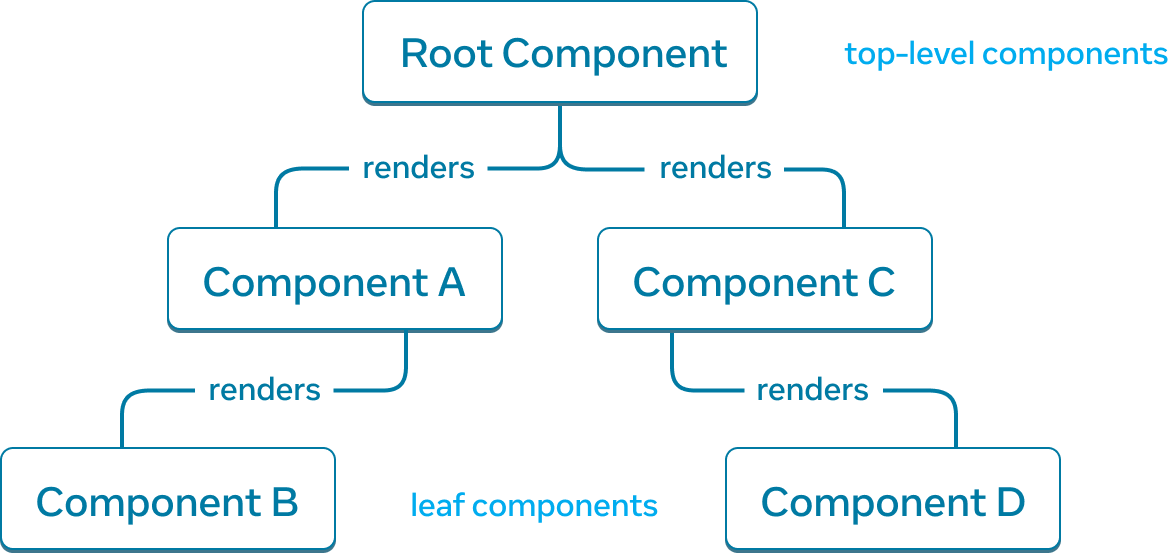 Root Component
top-level components
renders
renders
Component A
Component C
renders
renders
Component B
leaf components
Component D